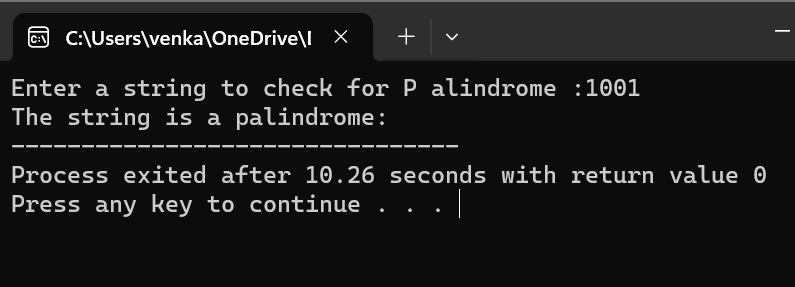 C:\Users\venka\OneDrive\I
Enter a string to check for P alindrome :1001
The string is a palindrome:
--------------------------------
Process exited after 10.26 seconds with return value 0
Press any key to continue . . .